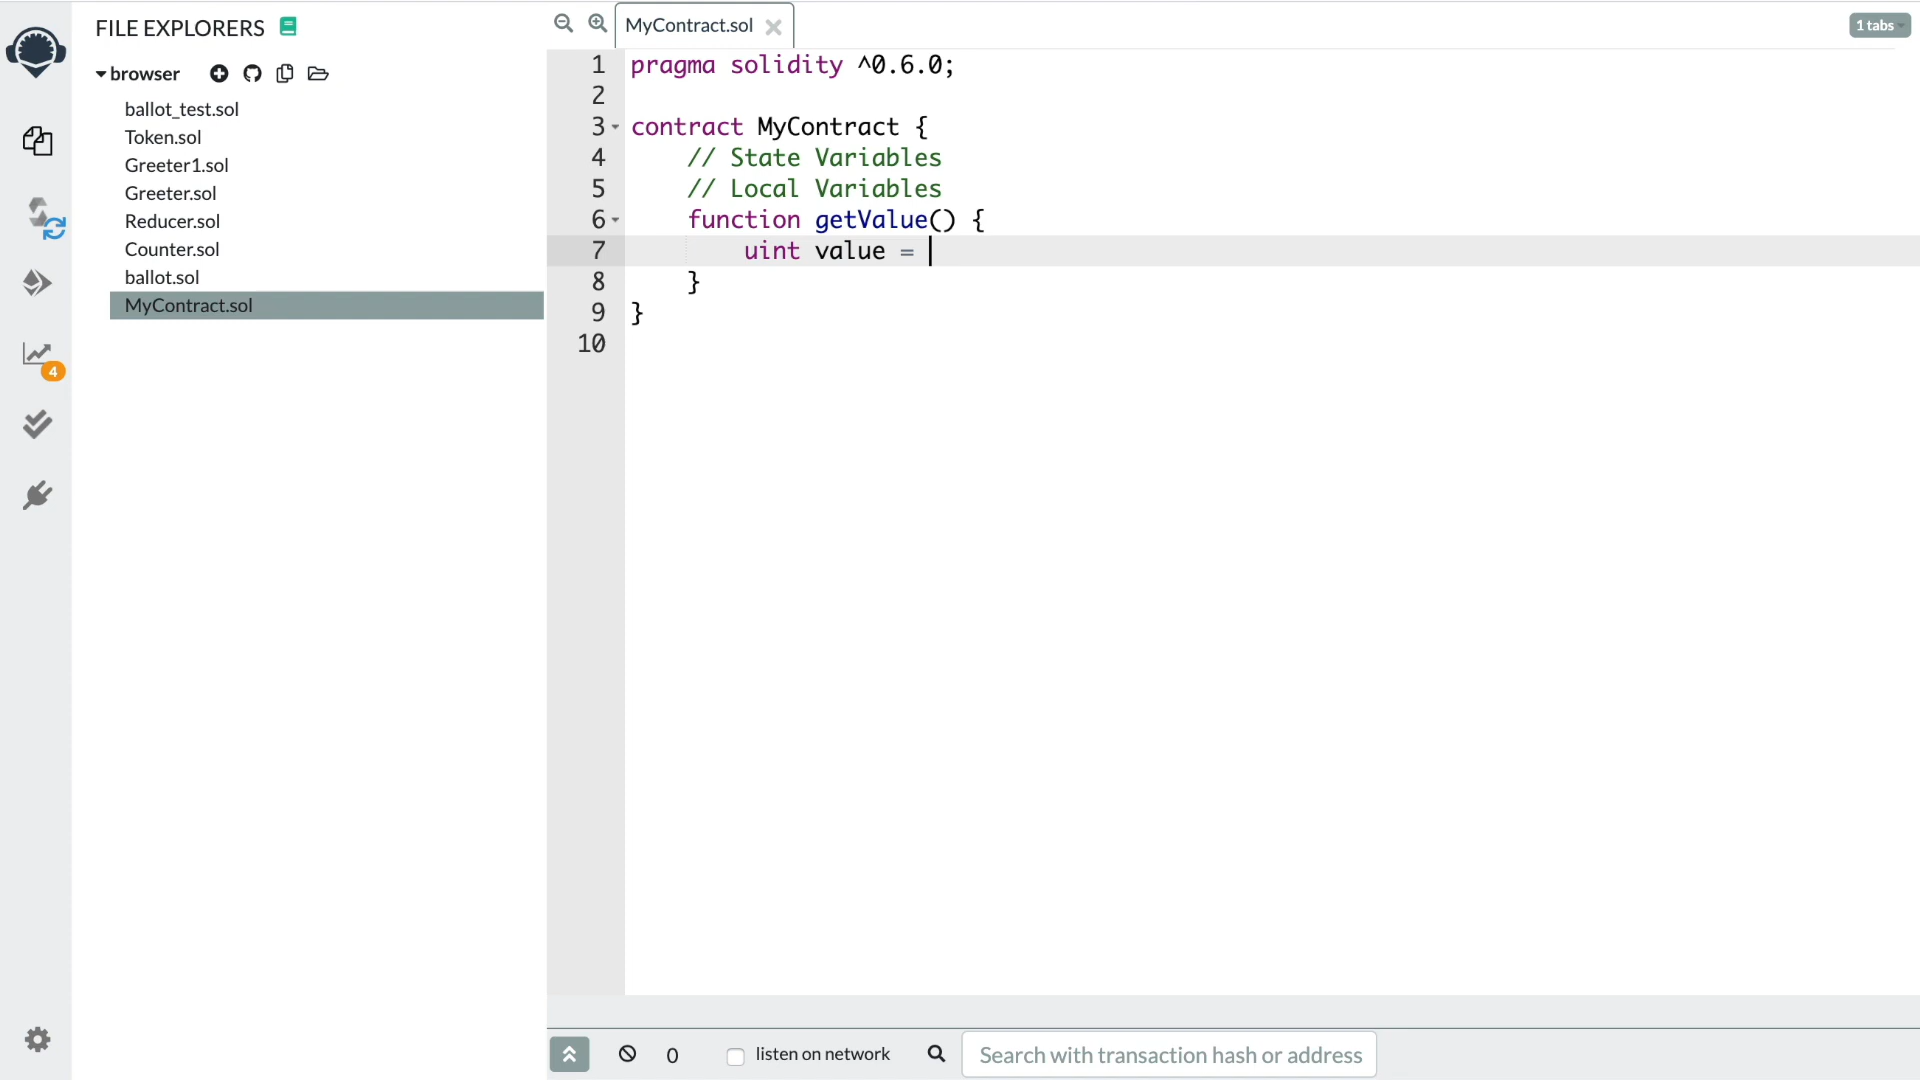 FILE EXPLORERS
browser
ballot_test.sol
Token.sol
Greeter1.sol
Greeter.sol
Reducer.sol
Counter.sol
ballot.sol
MyContract.sol
4
MyContract.sol
1 tabs
1 pragma solidity ^0.6.0;
2
3 contract MyContract {
4 // State Variables
5 // Local Variables
6 function getValue() {
7 uint value =
8 }
9 }
10
0 listen on network Search with transaction hash or address